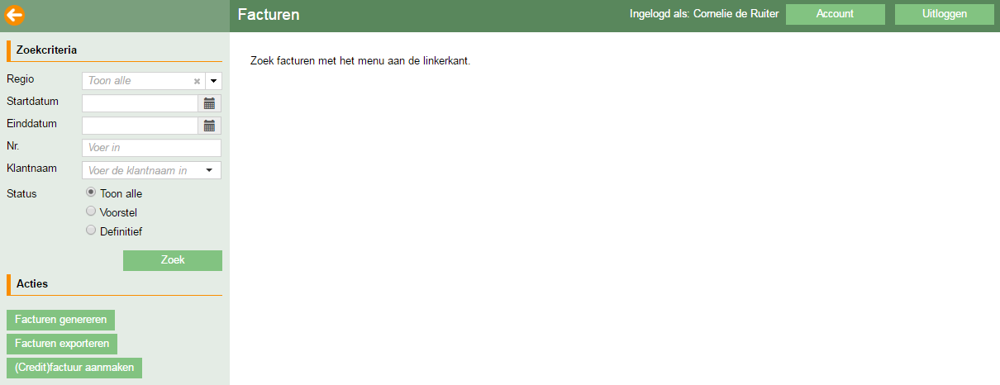 Facturen
Ingelogd als: Cornelie de Ruiter
Account
Uitloggen
Zoekcriteria
Regio
Toon alle
Startdatum
Einddatum
Nr.
Voer in
Klantnaam
Voer de klantnaam in
Status
Toon alle
Voorstel
Definitief
Zoek
Acties
Facturen genereren
Facturen exporteren
(Credit)factuur aanmaken
Zoek facturen met het menu aan de linkerkant.